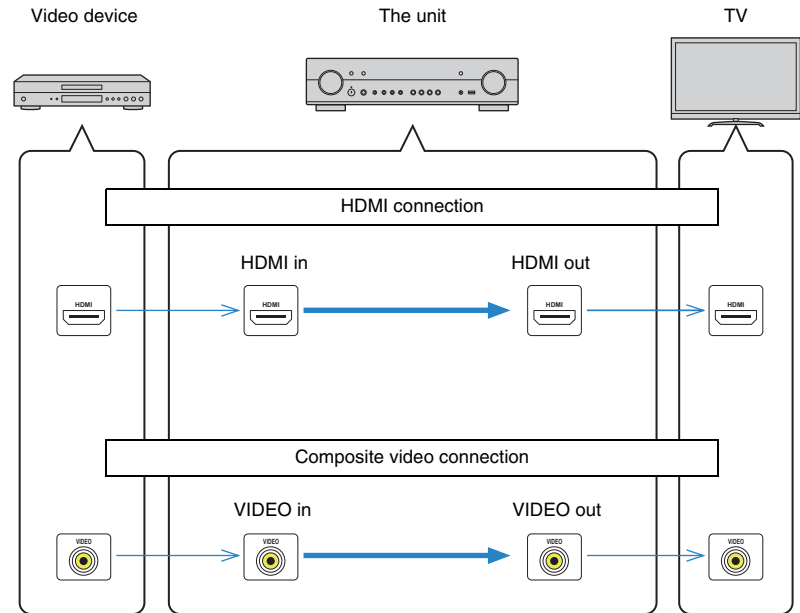 Video device
The unit
TV
HDMI connection
HDMI in
HDMI out
HDMI
HDMI
HDMI
HDMI
Composite video connection
VIDEO in
VIDEO out
VIDEO
VIDEO
VIDEO
VIDEO